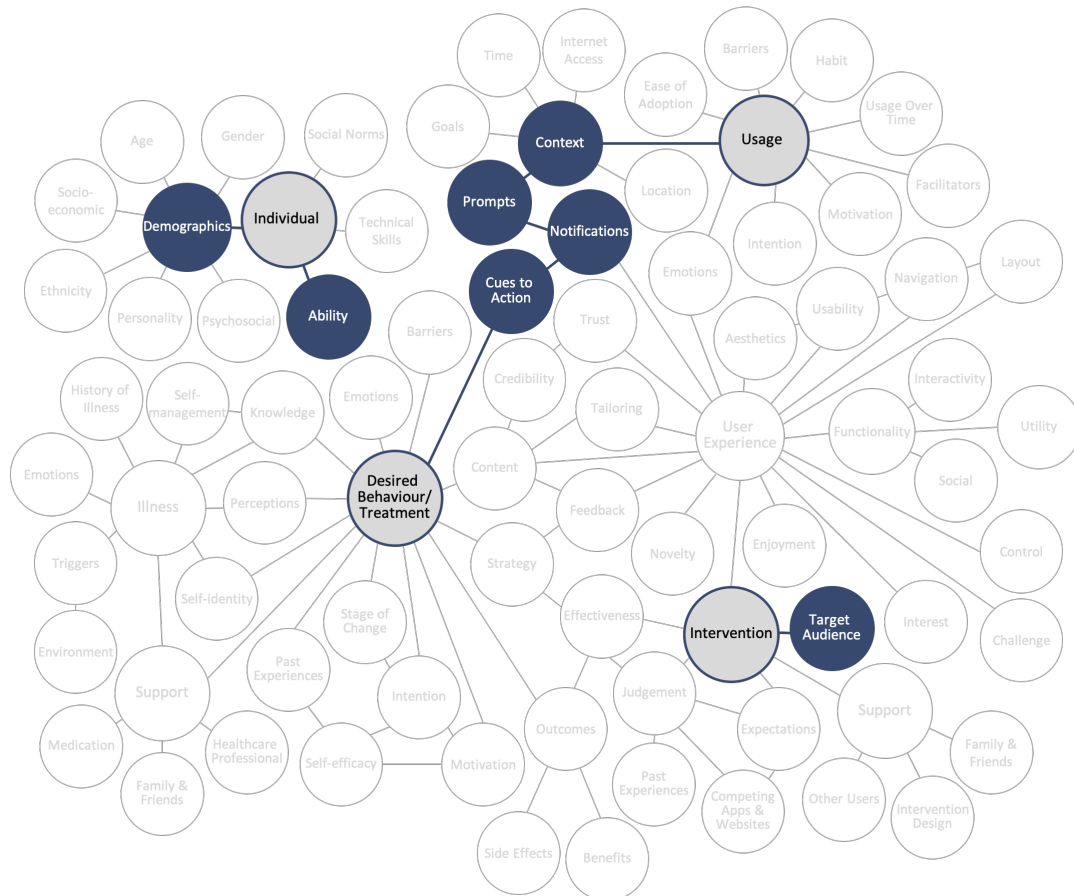 Time
Internet
Access
Barriers
Habit
Ease of
Adoption
Usage Over
Time
Goals
Context
Usage
Age
Gender
Social Norms
Facilitators
Location
Motivation
Socio-
economic
Prompts
Demographics
Individual
Technical
Skills
Notifications
Intention
Emotions
Navigation
Layout
Ethnicity
Personality
Psychosocial
Ability
Cues to
Action
Barriers
Trust
Usability
Aesthetics
History of
Illness
Self-
management
Knowledge
Emotions
Credibility
Tailoring
Interactivity
User
Experience
Functionality
Utility
Emotions
Illness
Perceptions
Desired
Behaviour/
Treatment
Content
Social
Feedback
Triggers
Self-identity
Strategy
Novelty
Enjoyment
Control
Environment
Stage of
Change
Effectiveness
Intervention
Target
Audience
Interest
Challenge
Support
Past
Experiences
Intention
Judgement
Support
Medication
Healthcare
Professional
Self-efficacy
Motivation
Outcomes
Expectations
Family &
Friends
Family &
Friends
Past
Experiences
Competing
Apps &
Websites
Other Users
Intervention
Design
Side Effects
Benefits